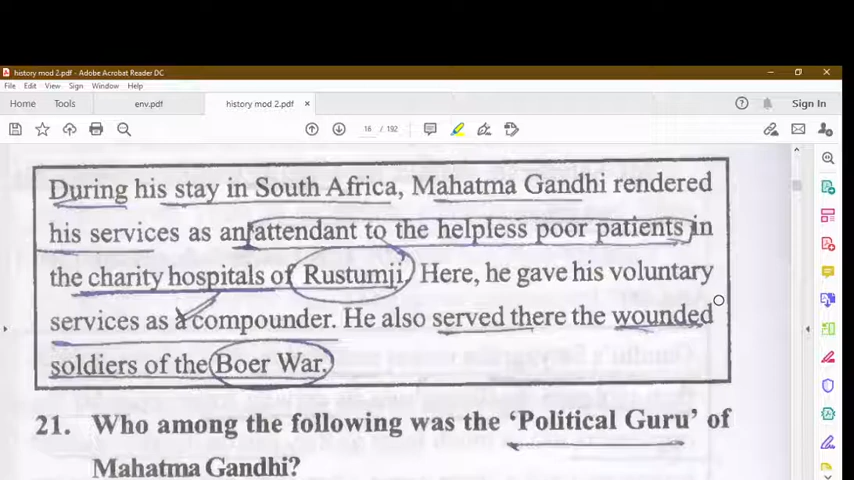 history mod 2.pdf - Adobe Acrobat Reader DC
File Edit View Sign Window Help
Home Tools env.pdf history mod 2.pdf × Sign In
16 / 192
During his stay in South Africa, Mahatma Gandhi rendered
his services as an attendant to the helpless poor patients in
the charity hospitals of Rustumji. Here, he gave his voluntary
services as a compounder. He also served there the wounded
soldiers of the Boer War.
21. Who among the following was the ‘Political Guru’ of
Mahatma Gandhi?